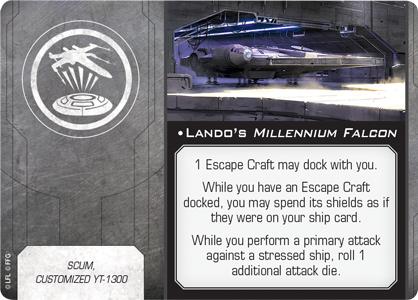 •Lando's Millennium Falcon
1 Escape Craft may dock with you.
While you have an Escape Craft
docked, you may spend its shields as if
they were on your ship card.
While you perform a primary attack
against a stressed ship, roll 1
additional attack die.
SCUM,
CUSTOMIZED YT-1300
©LFL ©FFG